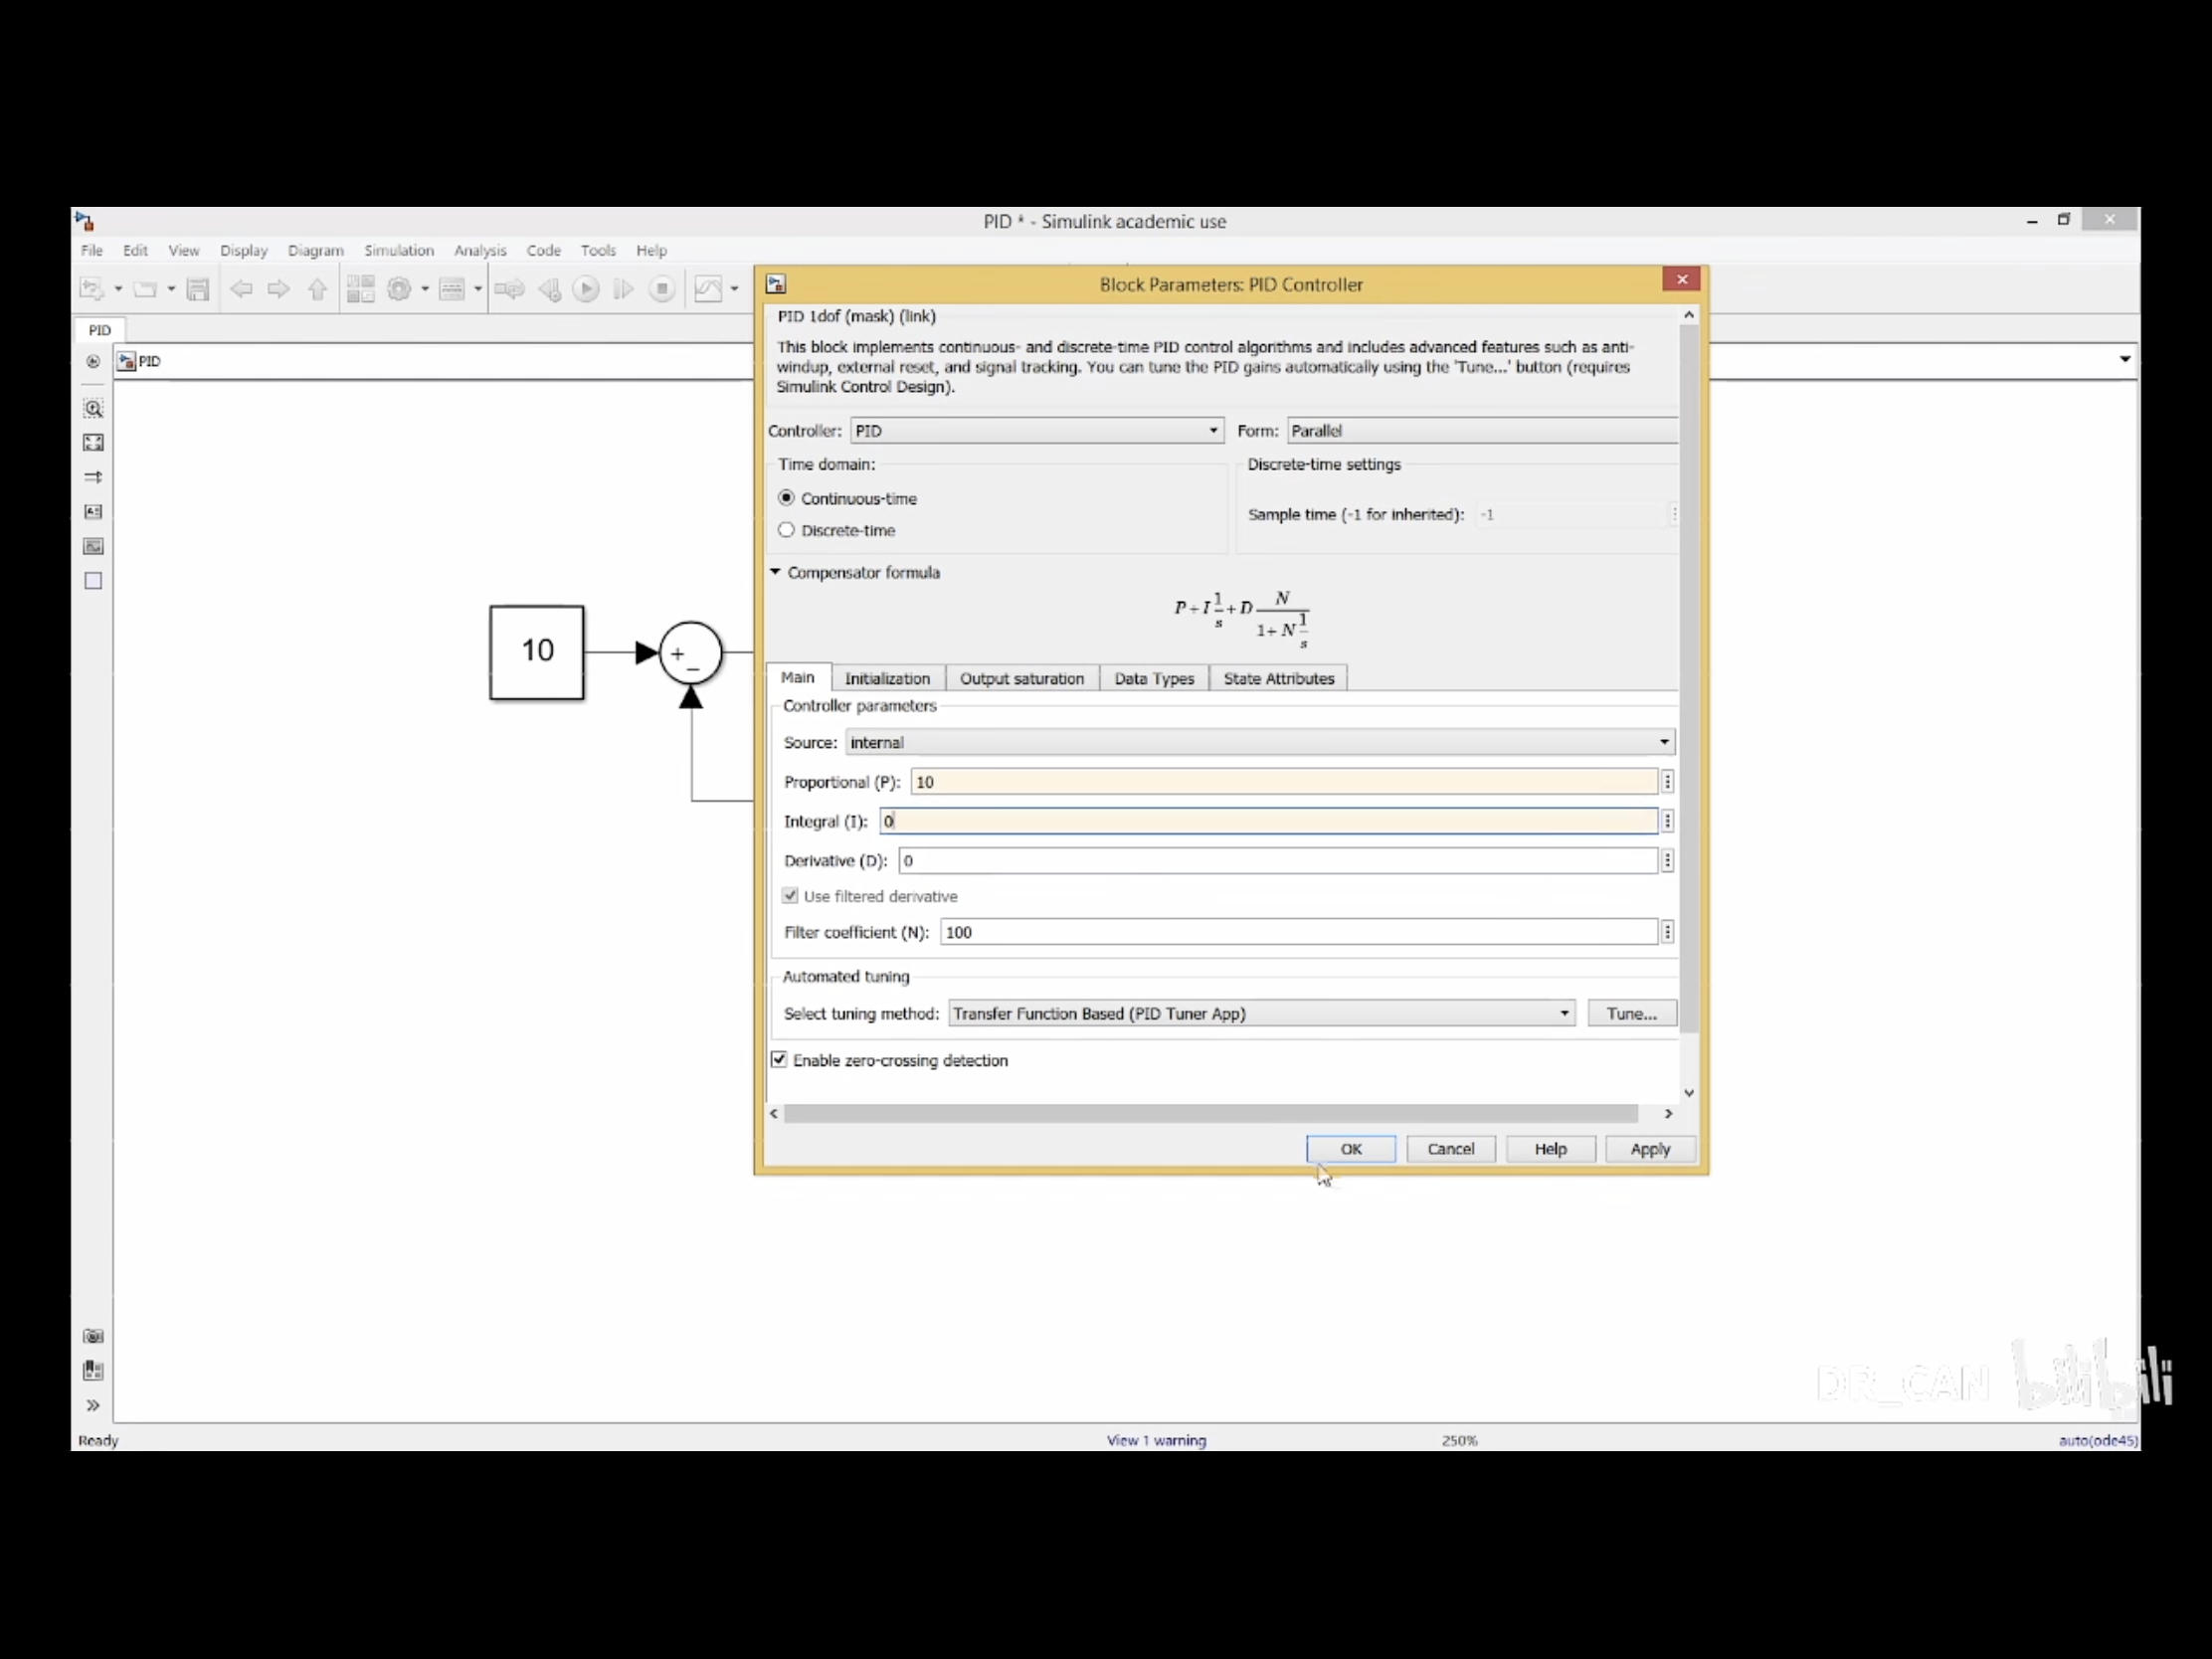 PID * - Simulink academic use
File Edit View Display Diagram Simulation Analysis Code Tools Help
Block Parameters: PID Controller
PID
PID
PID 1dof (mask) (link)
This block implements continuous- and discrete-time PID control algorithms and includes advanced features such as anti-
windup, external reset, and signal tracking. You can tune the PID gains automatically using the 'Tune...' button (requires
Simulink Control Design).
Controller: PID Form: Parallel
Time domain: Discrete-time settings
Continuous-time
Sample time (-1 for inherited): -1
Discrete-time
Compensator formula
P+I 1/s + D N/(1+N 1/s)
10
+
−
Main Initialization Output saturation Data Types State Attributes
Controller parameters
Source: internal
Proportional (P): 10
Integral (I): 0
Derivative (D): 0
Use filtered derivative
Filter coefficient (N): 100
Automated tuning
Select tuning method: Transfer Function Based (PID Tuner App) Tune...
Enable zero-crossing detection
OK Cancel Help Apply
DR_CAN bilibili
Ready View 1 warning 250% auto(ode45)